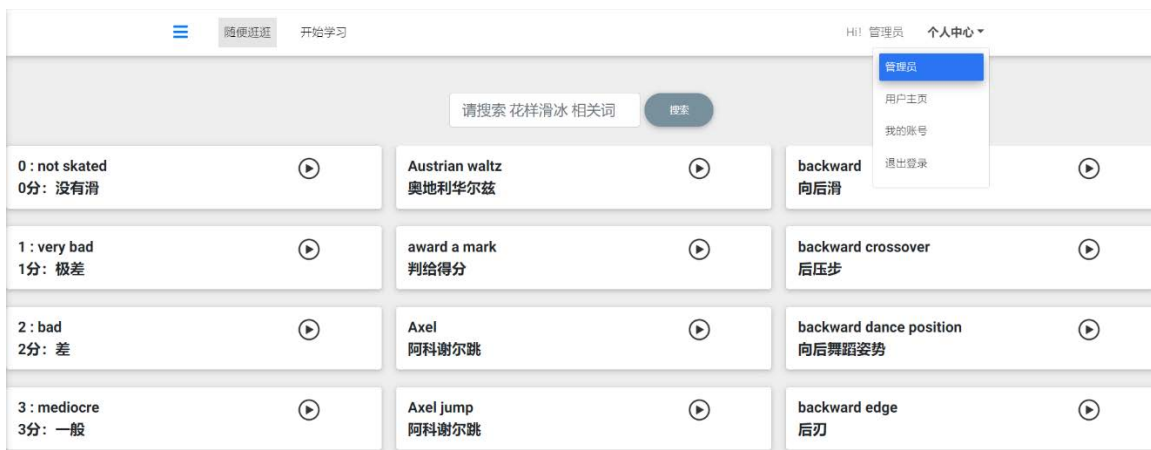 随便逛逛 开始学习 Hi! 管理员 个人中心
管理员
用户主页
我的账号
退出登录
请搜索 花样滑冰 相关词 搜索
0 : not skated
0分：没有滑
Austrian waltz
奥地利华尔兹
backward
向后滑
1 : very bad
1分：极差
award a mark
判给得分
backward crossover
后压步
2 : bad
2分：差
Axel
阿科谢尔跳
backward dance position
向后舞蹈姿势
3 : mediocre
3分：一般
Axel jump
阿科谢尔跳
backward edge
后刃